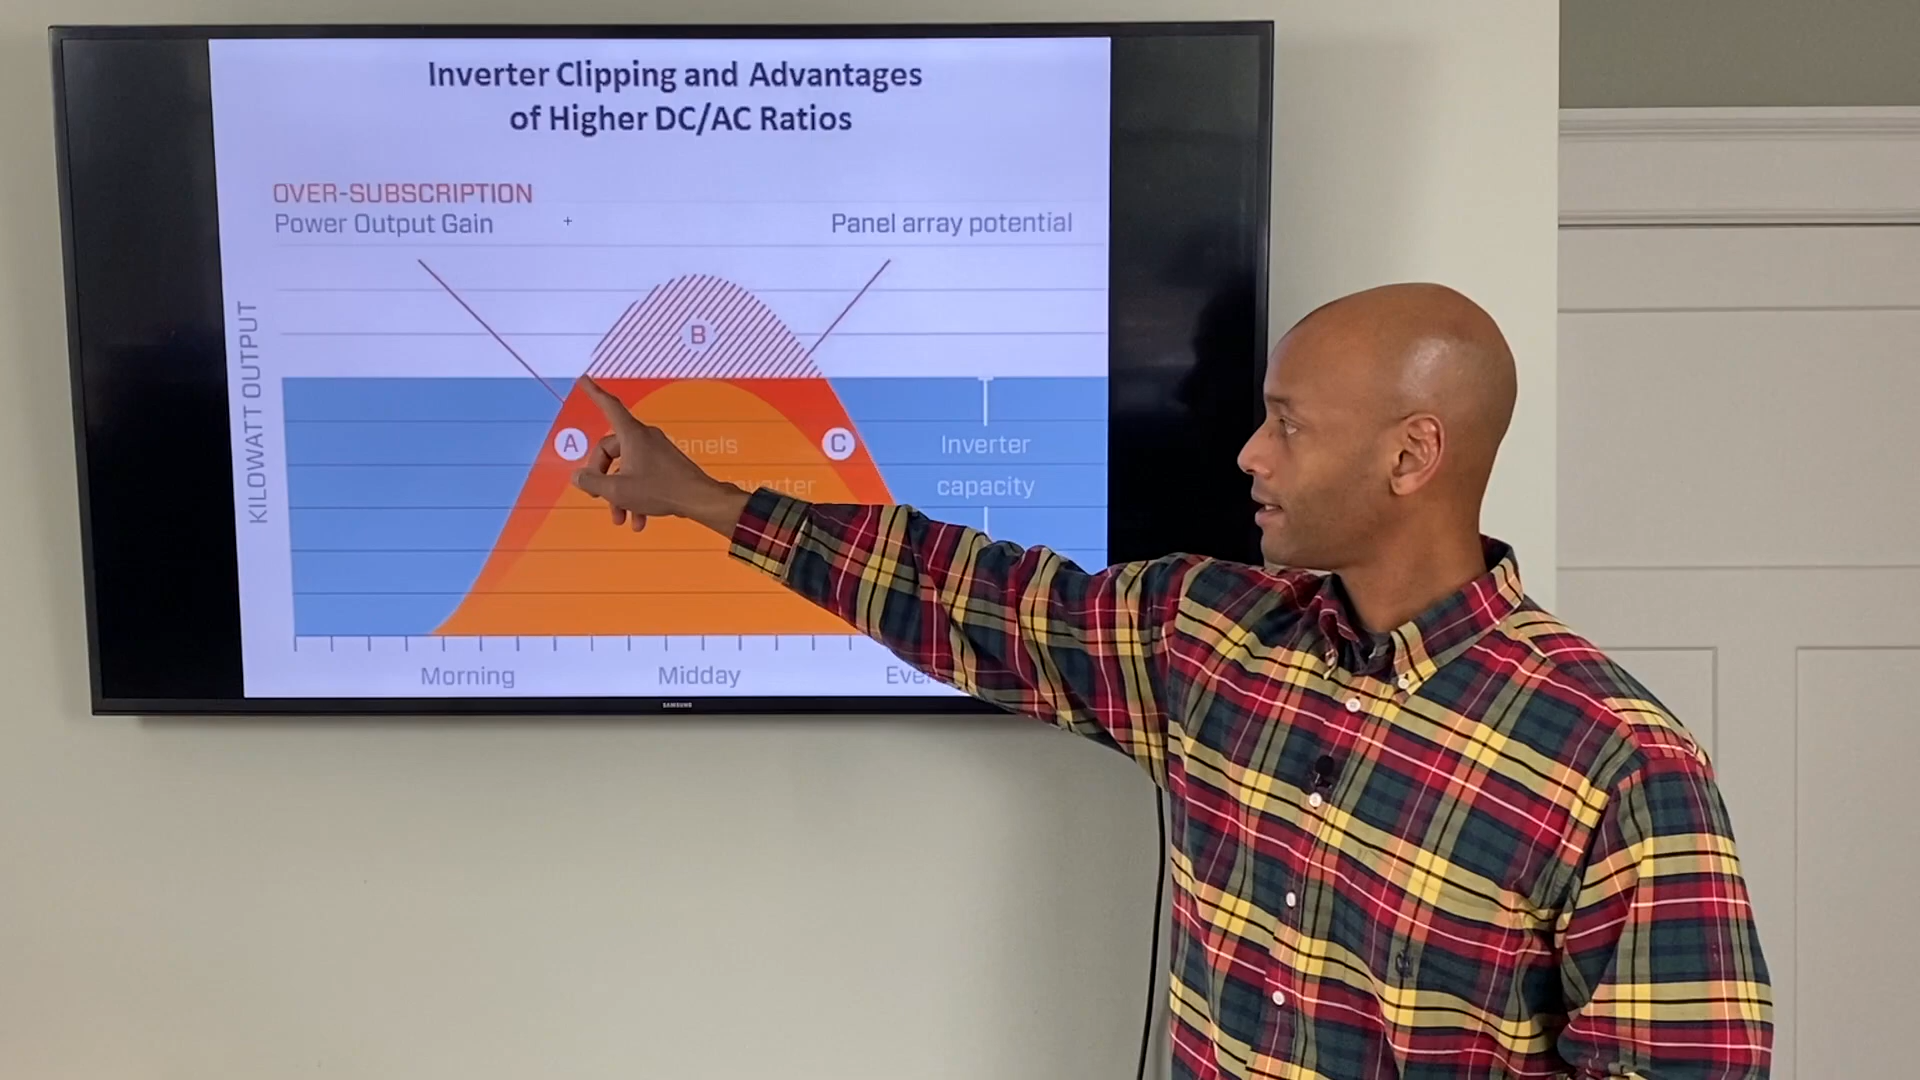 Inverter Clipping and Advantages
of Higher DC/AC Ratios
OVER-SUBSCRIPTION
Power Output Gain
Panel array potential
KILOWATT OUTPUT
B
A
C
Inverter
capacity
Morning
Midday
SAMSUNG